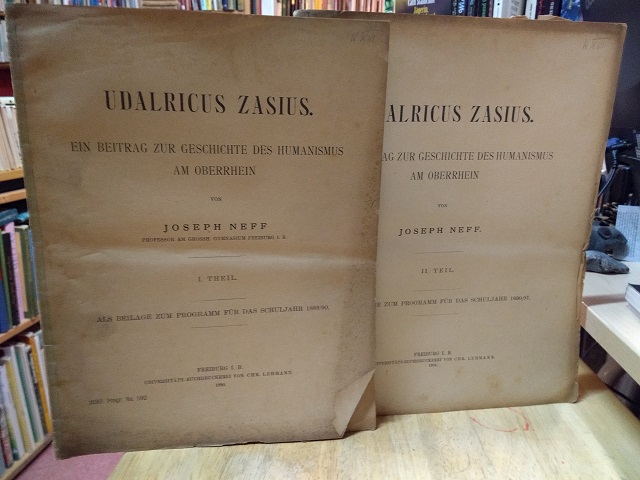 UDALRICUS ZASIUS.
EIN BEITRAG ZUR GESCHICHTE DES HUMANISMUS
AM OBERRHEIN
VON
JOSEPH NEFF
PROFESSOR AM GROSSH. GYMNASIUM FREIBURG I. B.
I. THEIL.
ALS BEILAGE ZUM PROGRAMM FÜR DAS SCHULJAHR 1889/90.
FREIBURG I. B.
UNIVERSITÄTS-BUCHDRUCKEREI VON CHR. LEHMANN.
1890.
ALRICUS ZASIUS.
AG ZUR GESCHICHTE DES HUMANISMUS
AM OBERRHEIN
VON
JOSEPH NEFF.
II. TEIL.
E ZUM PROGRAMM FÜR DAS SCHULJAHR 1890/91.
FREIBURG I. B.
UNIVERSITÄTS-BUCHDRUCKEREI VON CHR. LEHMANN.